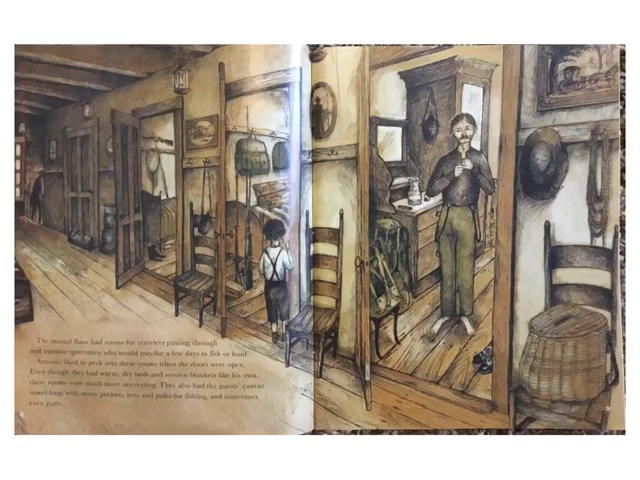 The second floor had rooms for travelers passing through
and outdoor sportsmen who would stay for a few days to fish or hunt.
Antonio liked to peek into these rooms when the doors were open.
Even though they had warm, dry beds and woolen blankets like his own,
these rooms were much more interesting. They also had the guests' canvas
travel bags with many pockets, nets and poles for fishing, and sometimes
even guns.